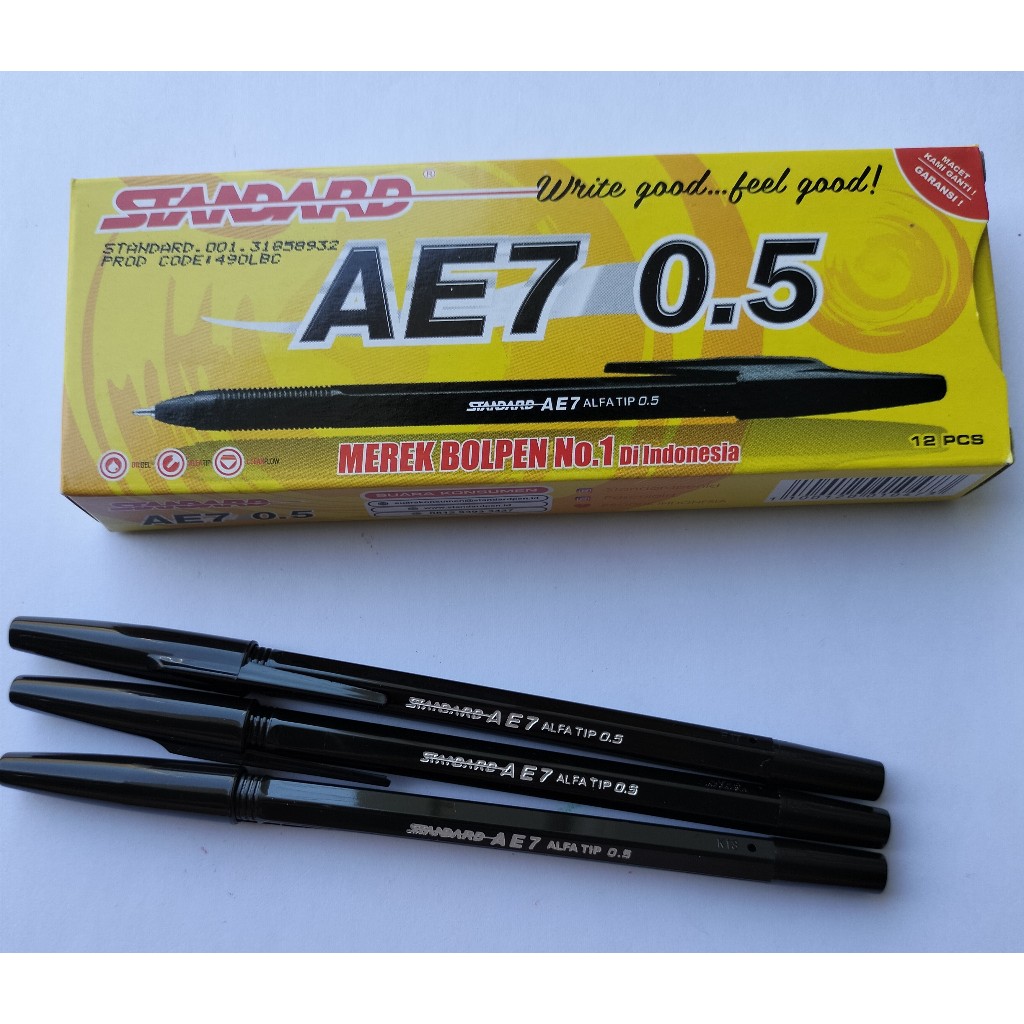 STANDARD®
Write good...feel good!
MACET
KAMI GANTI!
GARANSI!
STANDARD.001.31858932
PROD CODE:490LBC
AE7 0.5
STANDARD AE7 ALFA TIP 0.5
12 PCS
MEREK BOLPEN No.1 Di Indonesia
STANDARD
AE7 0.5
SUARA KONSUMEN
STANDARD AE7 ALFA TIP 0.5
STANDARD AE7 ALFA TIP 0.5
STANDARD AE7 ALFA TIP 0.5